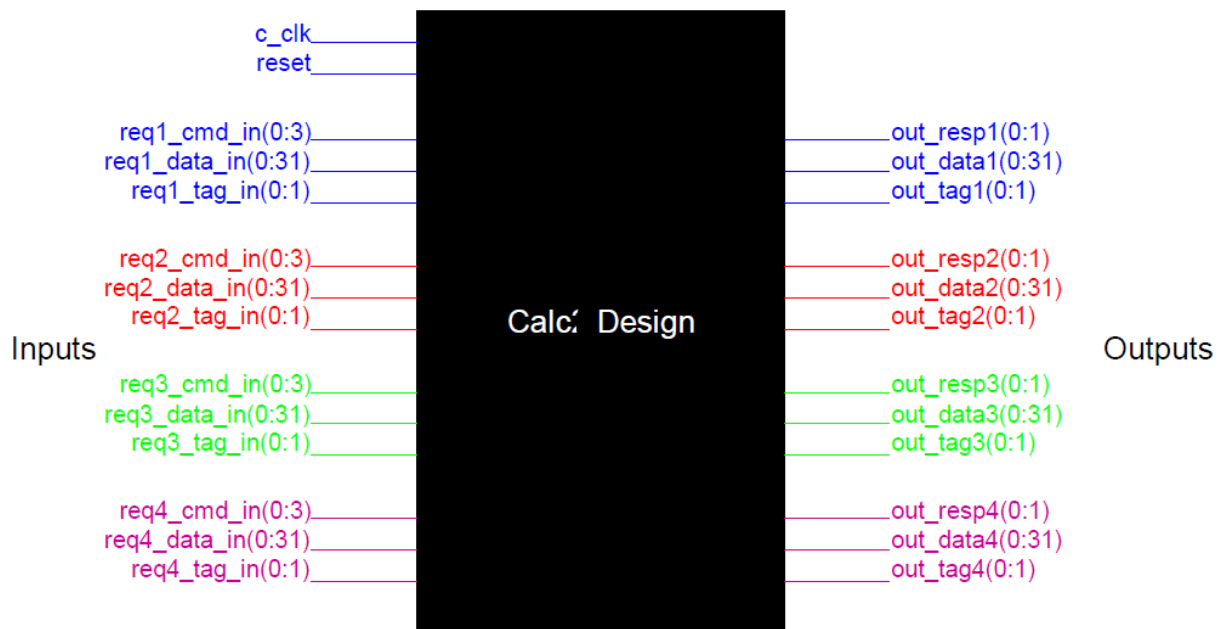 c_clk
reset
req1_cmd_in(0:3)
out_resp1(0:1)
req1_data_in(0:31)
out_data1(0:31)
req1_tag_in(0:1)
out_tag1(0:1)
req2_cmd_in(0:3)
out_resp2(0:1)
req2_data_in(0:31)
out_data2(0:31)
req2_tag_in(0:1)
out_tag2(0:1)
Calc2 Design
Inputs
Outputs
req3_cmd_in(0:3)
out_resp3(0:1)
req3_data_in(0:31)
out_data3(0:31)
req3_tag_in(0:1)
out_tag3(0:1)
req4_cmd_in(0:3)
out_resp4(0:1)
req4_data_in(0:31)
out_data4(0:31)
req4_tag_in(0:1)
out_tag4(0:1)